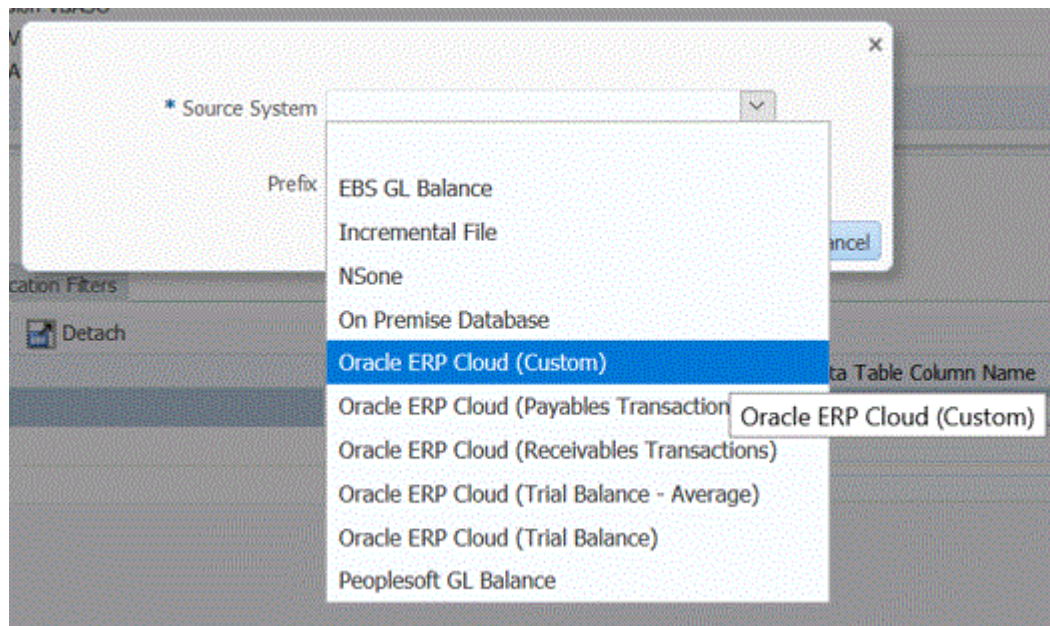 ×
* Source System
Prefix
EBS GL Balance
Incremental File
NSone
On Premise Database
Oracle ERP Cloud (Custom)
Oracle ERP Cloud (Payables Transaction
Oracle ERP Cloud (Custom)
Oracle ERP Cloud (Receivables Transactions)
Oracle ERP Cloud (Trial Balance - Average)
Oracle ERP Cloud (Trial Balance)
Peoplesoft GL Balance
ancel
cation Filters
Detach
ta Table Column Name